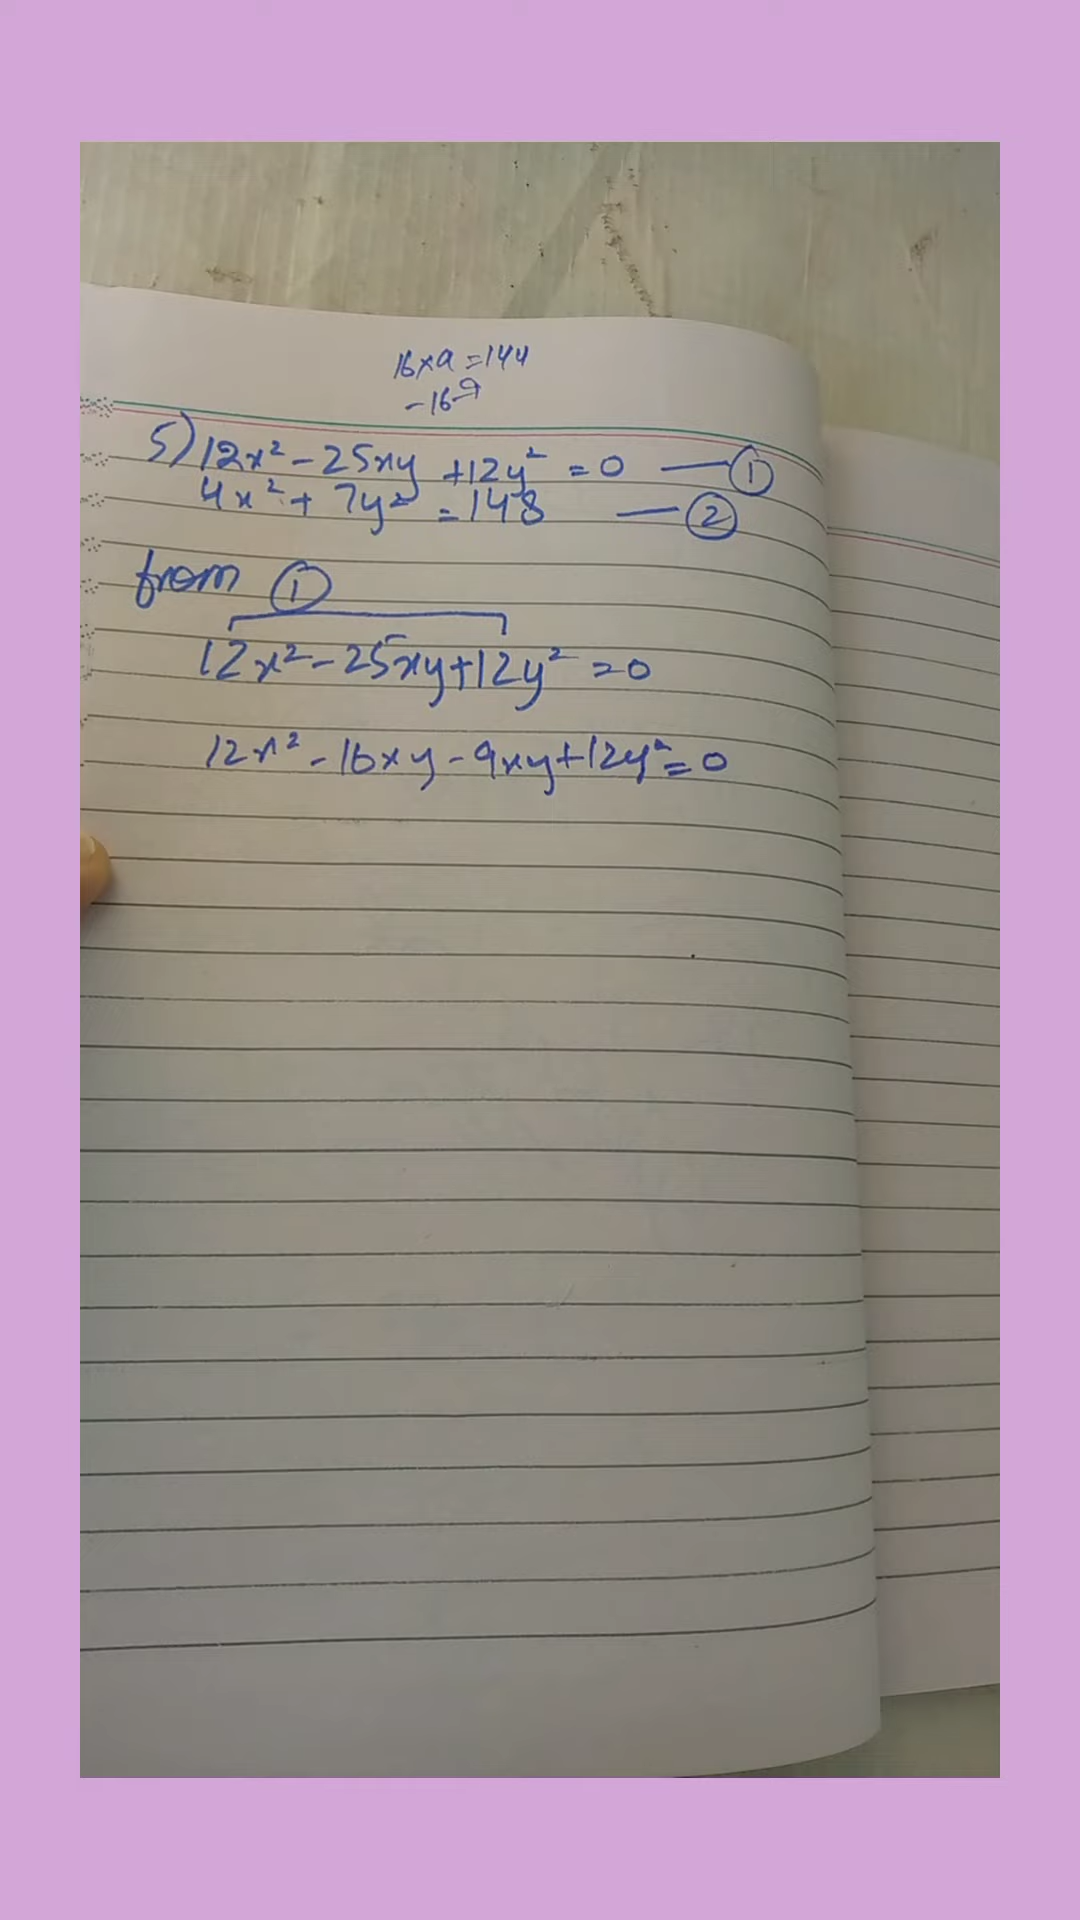 16×9=144
-16-9
5) 12x² - 25xy + 12y² = 0 — ①
4x² + 7y² = 148 — ②
from ①
12x² - 25xy + 12y² = 0
12x² - 16xy - 9xy + 12y² = 0